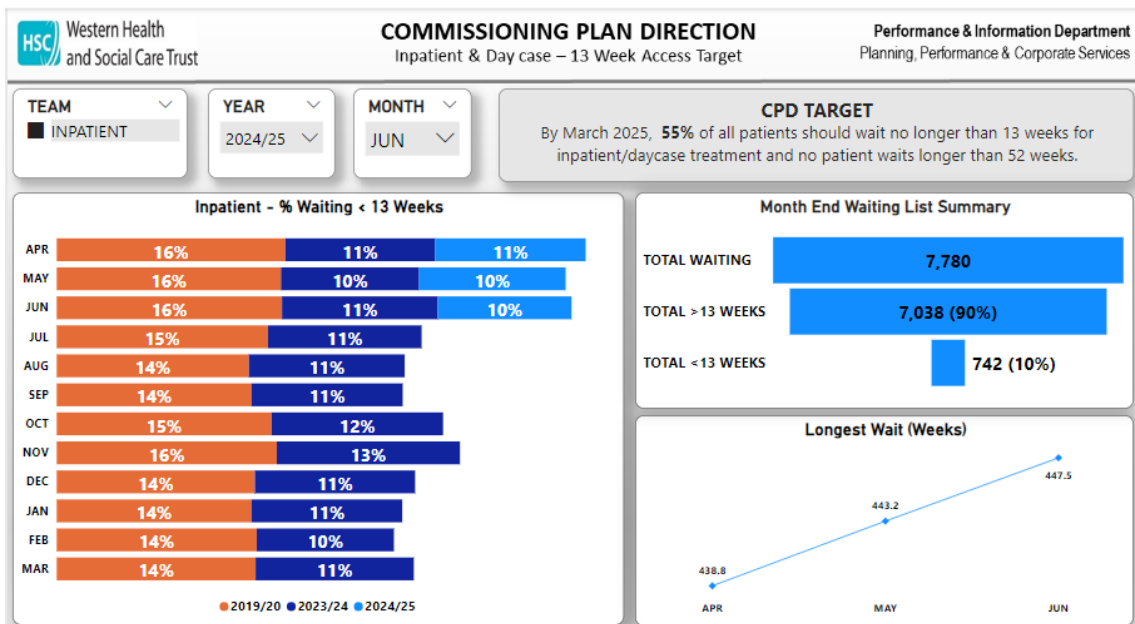 HSC
Western Health
and Social Care Trust
COMMISSIONING PLAN DIRECTION
Inpatient & Day case – 13 Week Access Target
Performance & Information Department
Planning, Performance & Corporate Services
TEAM
INPATIENT
YEAR
2024/25
MONTH
JUN
CPD TARGET
By March 2025, 55% of all patients should wait no longer than 13 weeks for
inpatient/daycase treatment and no patient waits longer than 52 weeks.
Inpatient - % Waiting < 13 Weeks
APR 16% 11% 11%
MAY 16% 10% 10%
JUN 16% 11% 10%
JUL 15% 11%
AUG 14% 11%
SEP 14% 11%
OCT 15% 12%
NOV 16% 13%
DEC 14% 11%
JAN 14% 11%
FEB 14% 10%
MAR 14% 11%
2019/20 2023/24 2024/25
Month End Waiting List Summary
TOTAL WAITING 7,780
TOTAL >13 WEEKS 7,038 (90%)
TOTAL <13 WEEKS 742 (10%)
Longest Wait (Weeks)
438.8
443.2
447.5
APR MAY JUN